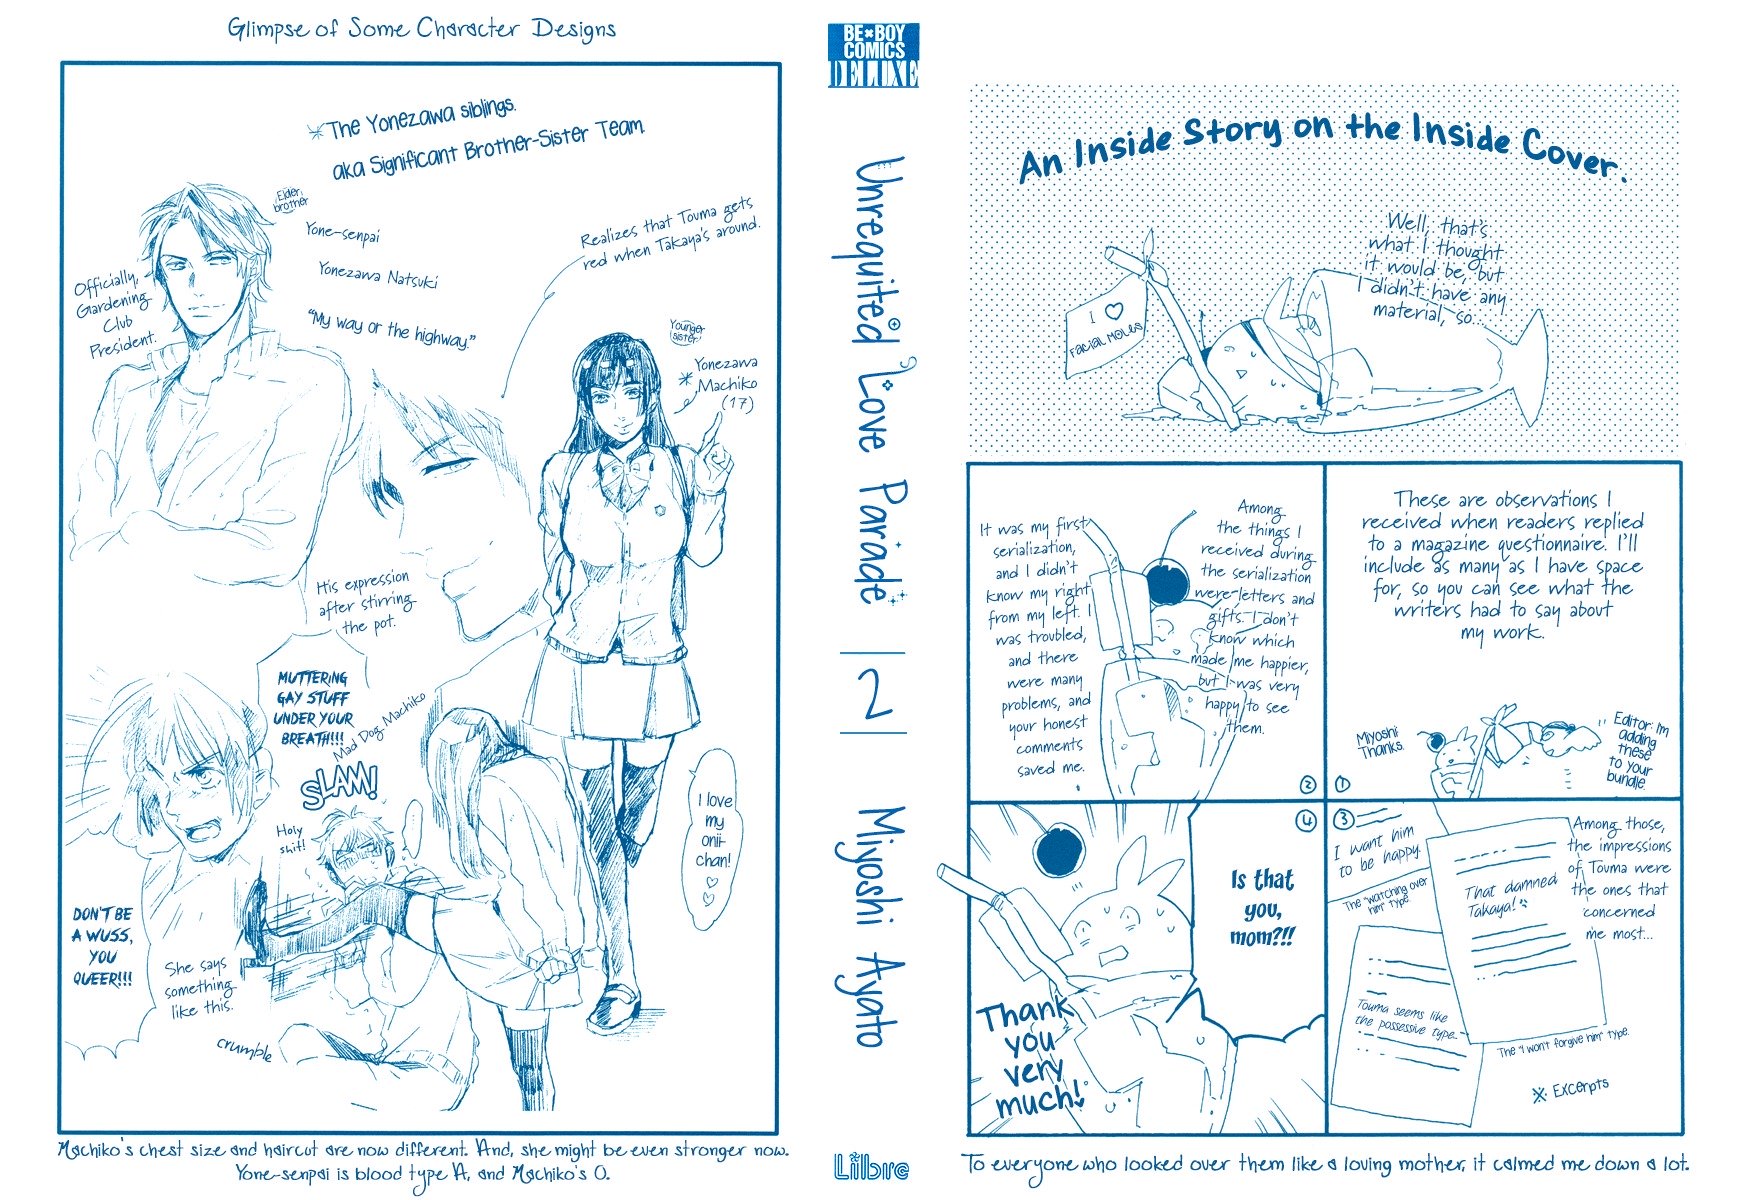 Glimpse of Some Character Designs
The Yonezawa siblings.
aka Significant Brother-Sister Team.
Elder
brother
Yone-senpai
Yonezawa Natsuki
"My way or the highway."
Officially,
Gardening
Club
President.
Realizes that Touma gets
red when Takaya's around.
Younger
sister.
Yonezawa
Machiko
(17)
His expression
after stirring
the pot.
MUTTERING
GAY STUFF
UNDER YOUR
BREATH!!!
Mad Dog Machiko
SLAM!
Holy
shit!
I love
my
onii-
chan!
DON'T BE
A WUSS,
YOU
QUEER!!!
She says
something
like this.
crumble
Machiko's chest size and haircut are now different. And, she might be even stronger now.
Yone-senpai is blood type A, and Machiko's O.
BE×BOY
COMICS
DELUXE
Unrequited Love Parade
2
Miyoshi Ayato
Libre
An Inside Story on the Inside Cover.
Well, that's
what I thought
it would be, but
I didn't have any
material, so...
I ♡
Facial Moles
These are observations I
received when readers replied
to a magazine questionnaire. I'll
include as many as I have space
for, so you can see what the
writers had to say about
my work.
Miyoshi:
Thanks.
Editor: I'm
adding
these
to your
bundle.
①
Among
the things I
received during
the serialization
were letters and
gifts. I don't
know which
made me happier,
but I was very
happy to see
them.
It was my first
serialization,
and I didn't
know my right
from my left. I
was troubled,
and there
were many
problems, and
your honest
comments
saved me.
②
③
Among those,
the impressions
of Touma were
the ones that
concerned
me most...
I want him
to be happy.
The "watching over
him" type.
That damned
Takaya!
Touma seems like
the possessive type.
The "I won't forgive him" type.
※ Excerpts
④
Is that
you,
mom?!!
Thank
you
very
much!
To everyone who looked over them like a loving mother, it calmed me down a lot.